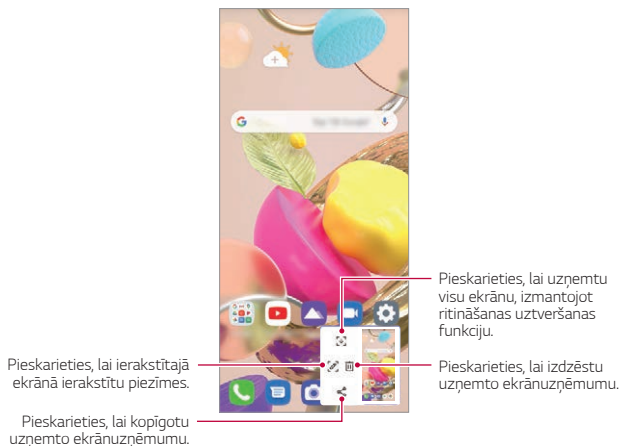 Pieskarieties, lai uzņemtu
visu ekrānu, izmantojot
ritināšanas uztveršanas
funkciju.
Pieskarieties, lai ierakstītajā
ekrānā ierakstītu piezīmes.
Pieskarieties, lai izdzēstu
uzņemto ekrānuzņēmumu.
Pieskarieties, lai kopīgotu
uzņemto ekrānuzņēmumu.